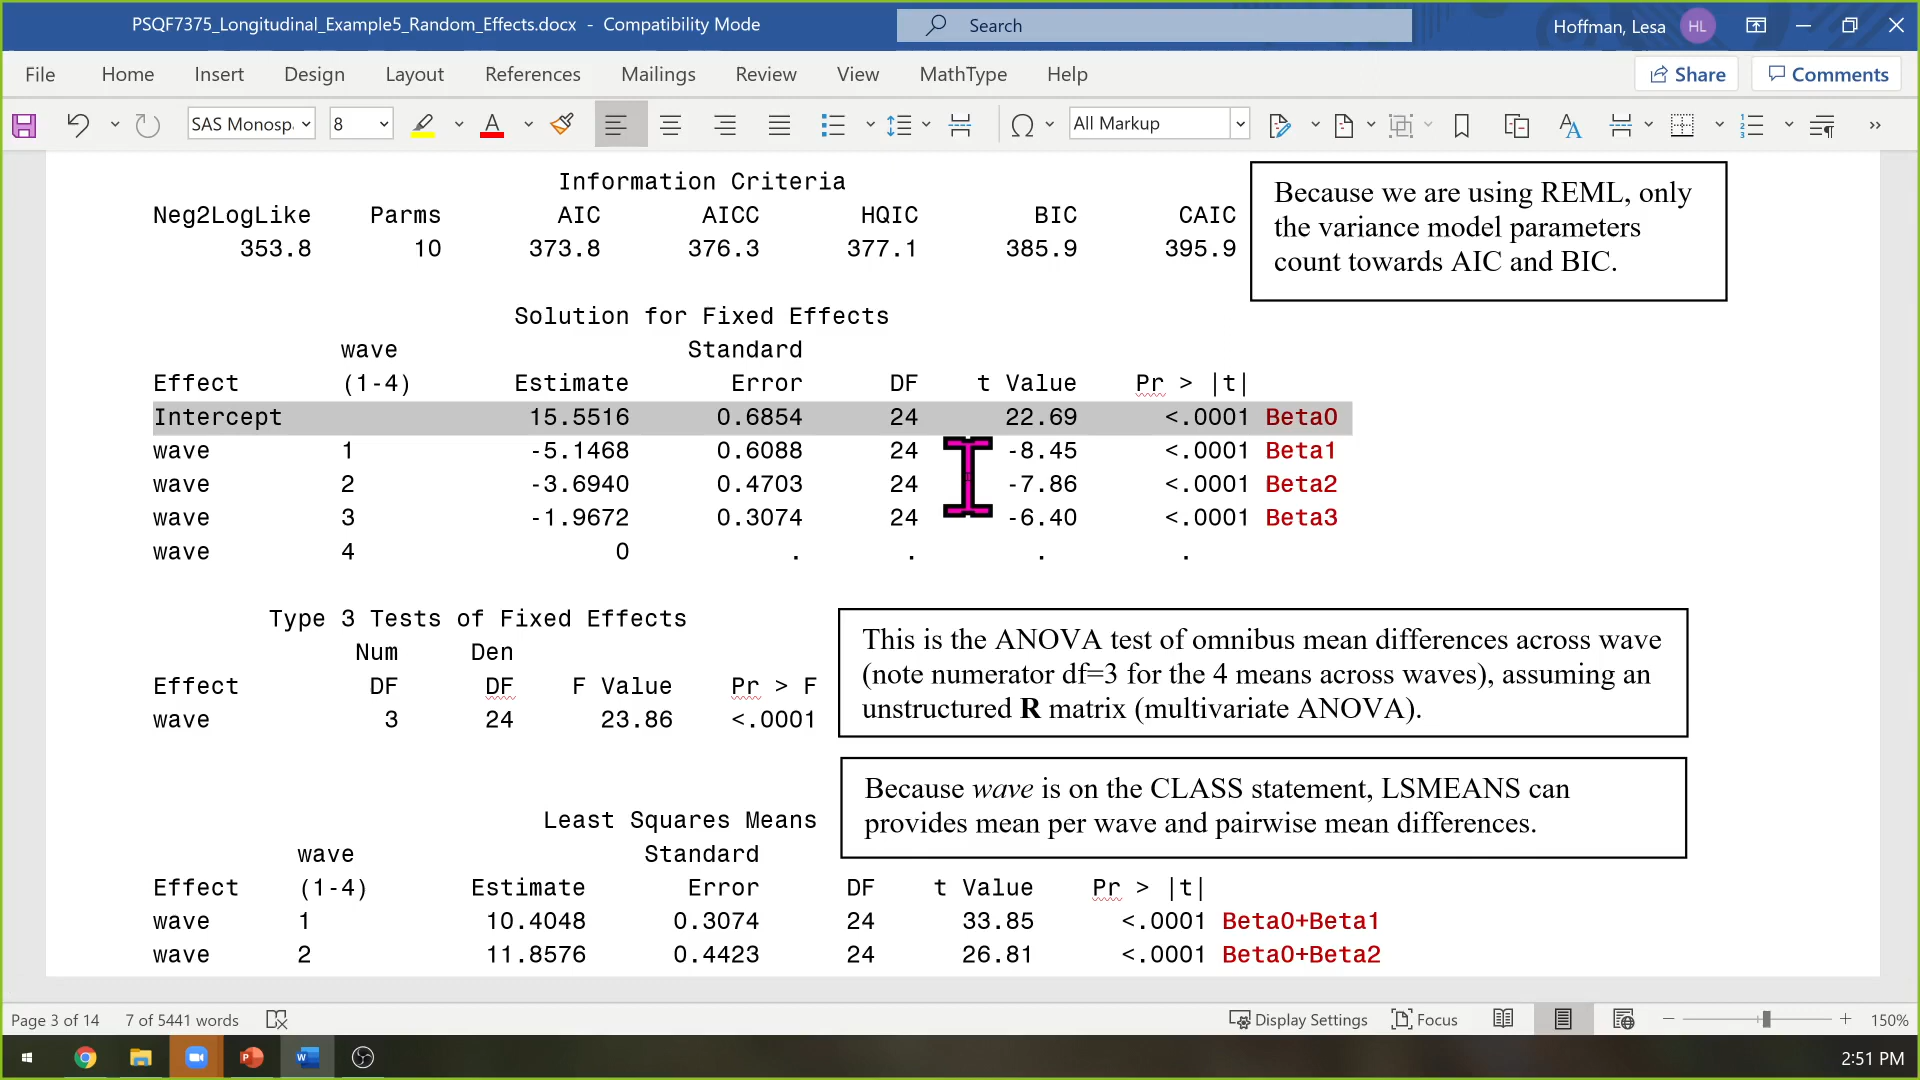 PSQF7375_Longitudinal_Example5_Random_Effects.docx - Compatibility Mode
Search
Hoffman, Lesa HL
File Home Insert Design Layout References Mailings Review View MathType Help
Share Comments
SAS Monosp. 8 All Markup
Information Criteria
Neg2LogLike Parms AIC AICC HQIC BIC CAIC
353.8 10 373.8 376.3 377.1 385.9 395.9
Because we are using REML, only
the variance model parameters
count towards AIC and BIC.
Solution for Fixed Effects
wave Standard
Effect (1-4) Estimate Error DF t Value Pr > |t|
Intercept 15.5516 0.6854 24 22.69 <.0001 Beta0
wave 1 -5.1468 0.6088 24 -8.45 <.0001 Beta1
wave 2 -3.6940 0.4703 24 -7.86 <.0001 Beta2
wave 3 -1.9672 0.3074 24 -6.40 <.0001 Beta3
wave 4 0 . . . .
Type 3 Tests of Fixed Effects
Num Den
Effect DF DF F Value Pr > F
wave 3 24 23.86 <.0001
This is the ANOVA test of omnibus mean differences across wave
(note numerator df=3 for the 4 means across waves), assuming an
unstructured R matrix (multivariate ANOVA).
Because wave is on the CLASS statement, LSMEANS can
provides mean per wave and pairwise mean differences.
Least Squares Means
wave Standard
Effect (1-4) Estimate Error DF t Value Pr > |t|
wave 1 10.4048 0.3074 24 33.85 <.0001 Beta0+Beta1
wave 2 11.8576 0.4423 24 26.81 <.0001 Beta0+Beta2
Page 3 of 14 7 of 5441 words Display Settings Focus 150%
2:51 PM